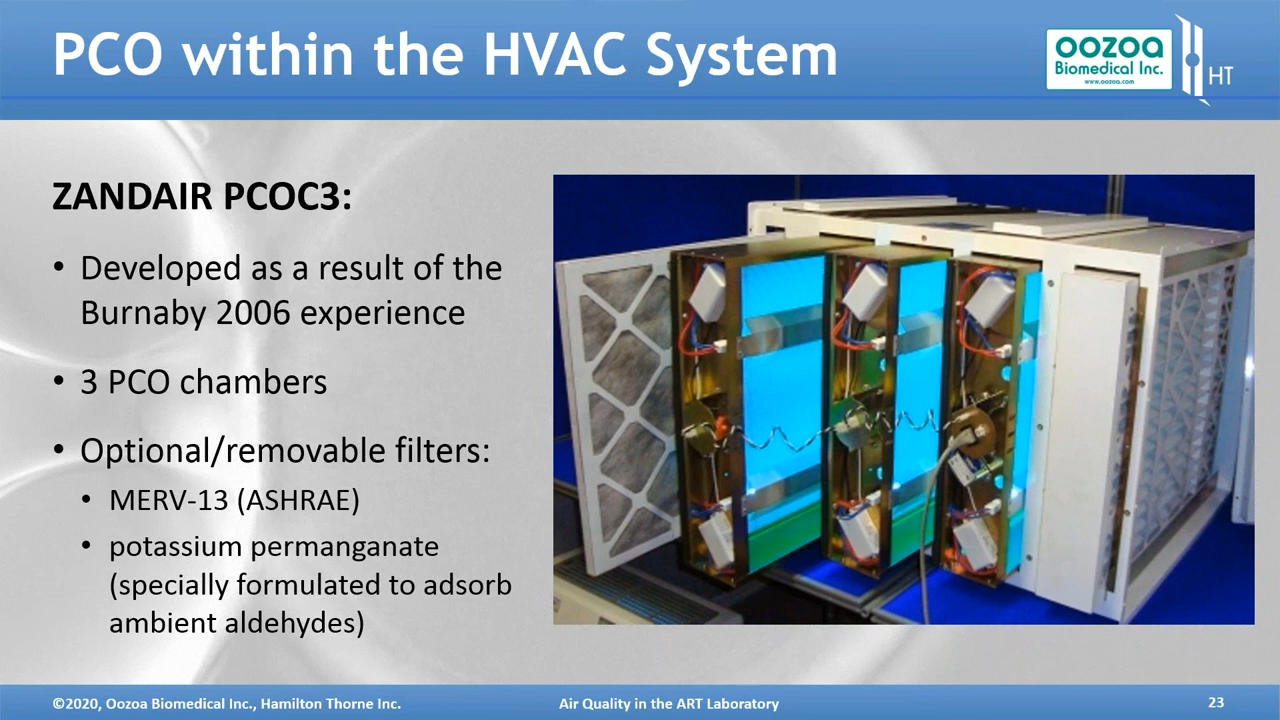 PCO within the HVAC System
OOZOA
Biomedical Inc.
www.oozoa.com
HT
ZANDAIR PCOC3:
• Developed as a result of the
Burnaby 2006 experience
• 3 PCO chambers
• Optional/removable filters:
• MERV-13 (ASHRAE)
• potassium permanganate
(specially formulated to adsorb
ambient aldehydes)
©2020, Oozoa Biomedical Inc., Hamilton Thorne Inc.
Air Quality in the ART Laboratory
23